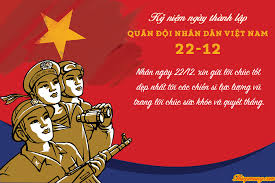 Kỷ niệm ngày thành lập
QUÂN ĐỘI NHÂN DÂN VIỆT NAM
22-12
Nhân ngày 22/12, xin gửi lời chúc tốt
đẹp nhất tới các chiến sĩ lực lượng vũ
trang lời chúc sức khỏe và quyết thắng.